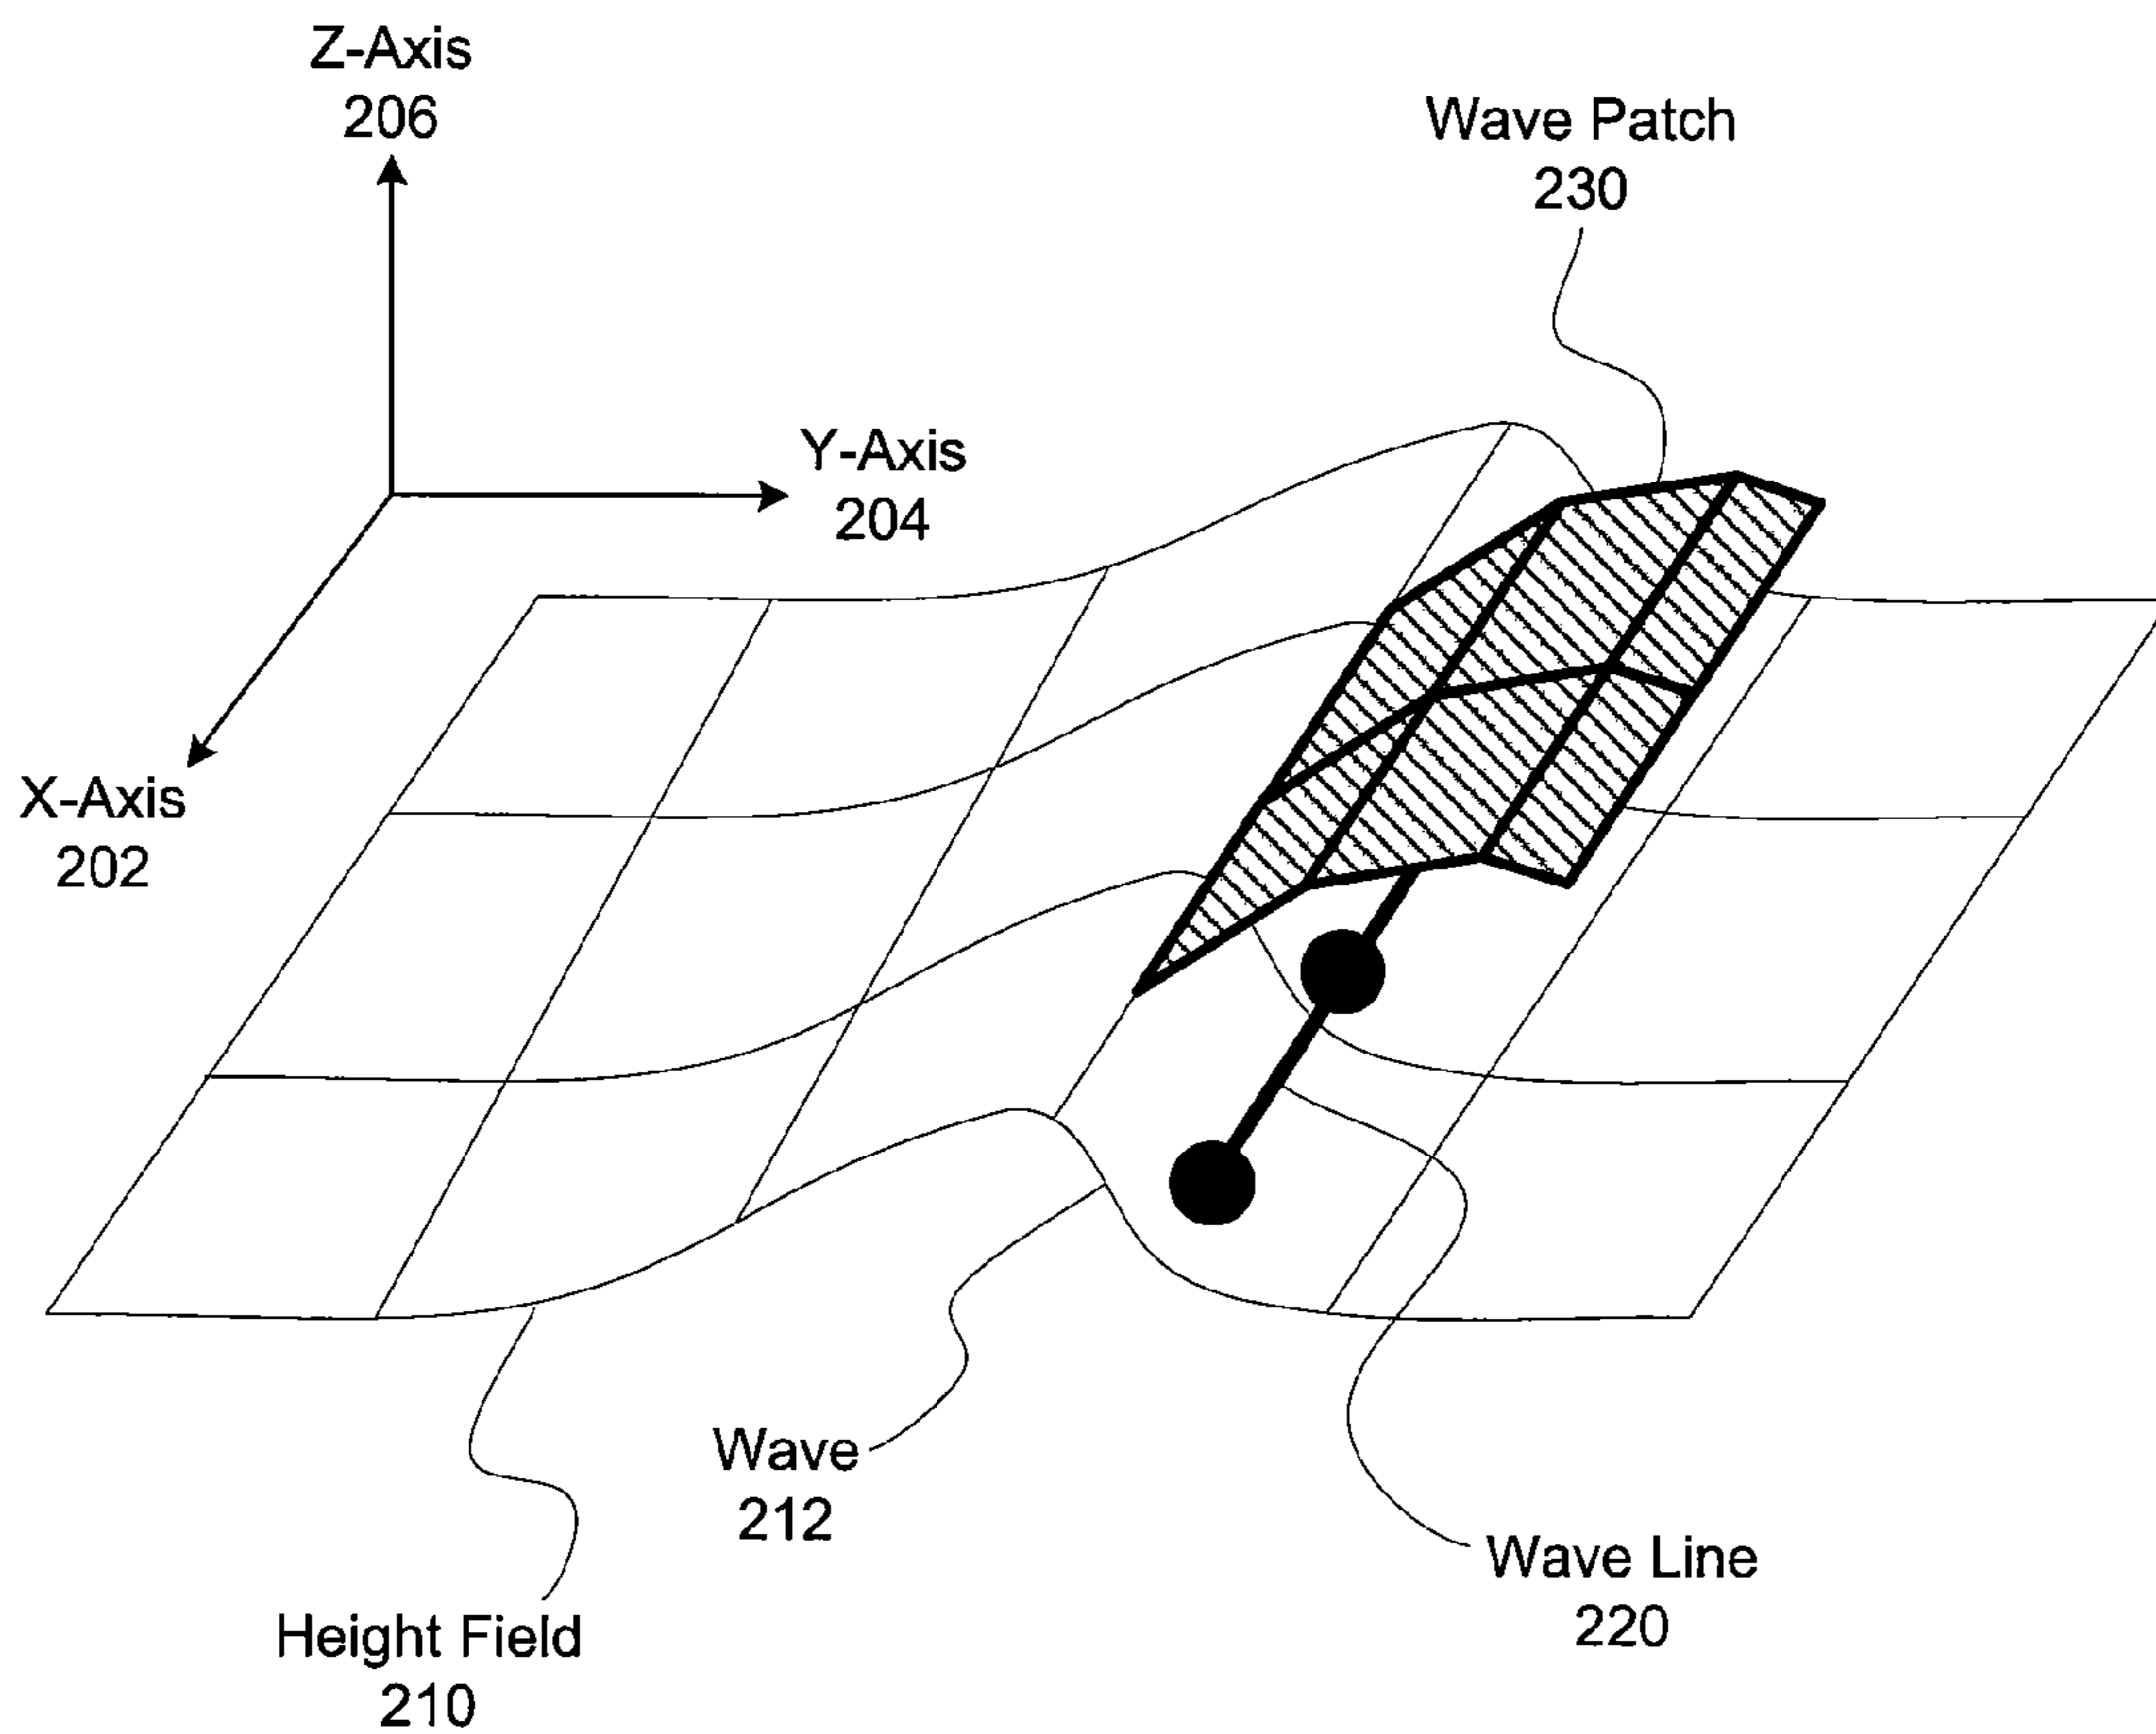 Z-Axis
206
Wave Patch
230
Y-Axis
204
X-Axis
202
Wave
212
Wave Line
220
Height Field
210